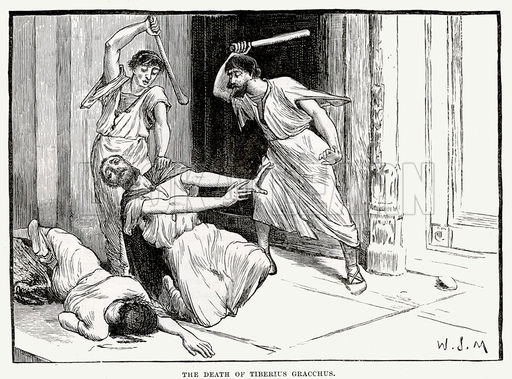 W. J. M
THE DEATH OF TIBERIUS GRACCHUS.